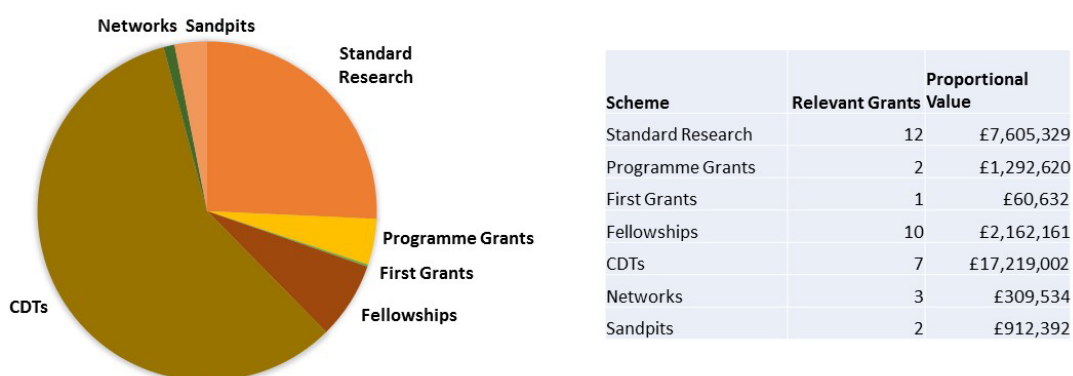 Networks Sandpits
Standard
Research
Programme Grants
First Grants
Fellowships
CDTs
Scheme Relevant Grants Proportional Value
Standard Research 12 £7,605,329
Programme Grants 2 £1,292,620
First Grants 1 £60,632
Fellowships 10 £2,162,161
CDTs 7 £17,219,002
Networks 3 £309,534
Sandpits 2 £912,392